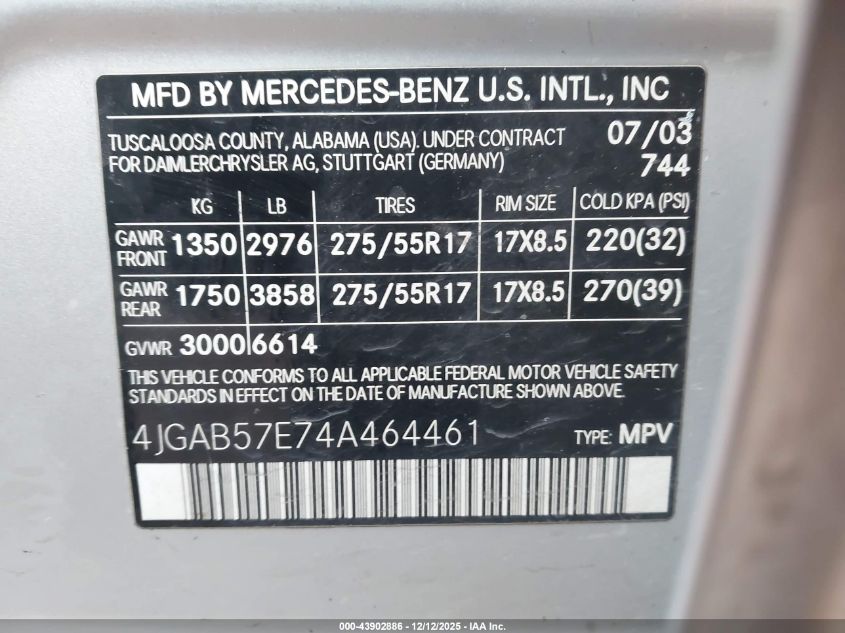 MFD BY MERCEDES-BENZ U.S. INTL., INC
TUSCALOOSA COUNTY, ALABAMA (USA). UNDER CONTRACT 07/03
FOR DAIMLERCHRYSLER AG, STUTTGART (GERMANY) 744
KG LB TIRES RIM SIZE COLD KPA (PSI)
GAWR FRONT 1350 2976 275/55R17 17X8.5 220(32)
GAWR REAR 1750 3858 275/55R17 17X8.5 270(39)
GVWR 3000 6614
THIS VEHICLE CONFORMS TO ALL APPLICABLE FEDERAL MOTOR VEHICLE SAFETY
STANDARDS IN EFFECT ON THE DATE OF MANUFACTURE SHOWN ABOVE.
4JGAB57E74A464461 TYPE: MPV
000-43902886 - 12/12/2025 - IAA Inc.